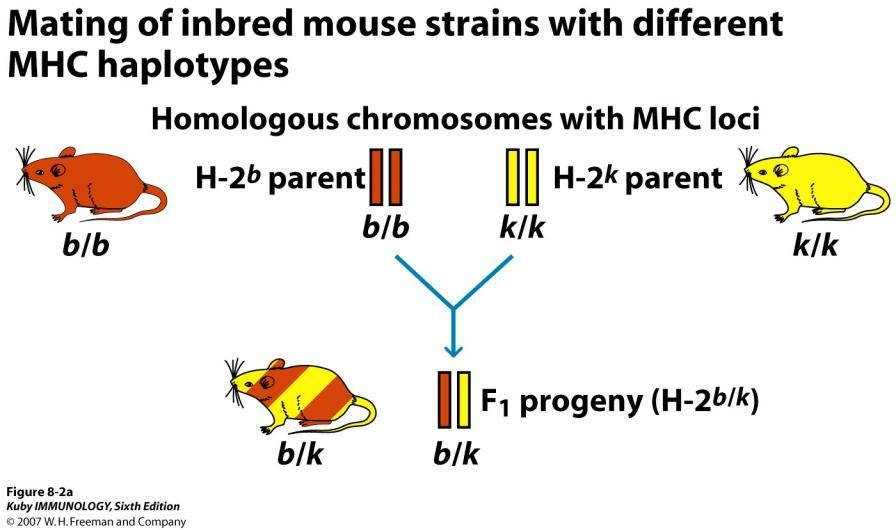 Mating of inbred mouse strains with different
MHC haplotypes
Homologous chromosomes with MHC loci
H-2b parent
H-2k parent
b/b
b/b
k/k
k/k
F1 progeny (H-2b/k)
b/k
b/k
Figure 8-2a
Kuby IMMUNOLOGY, Sixth Edition
© 2007 W. H. Freeman and Company